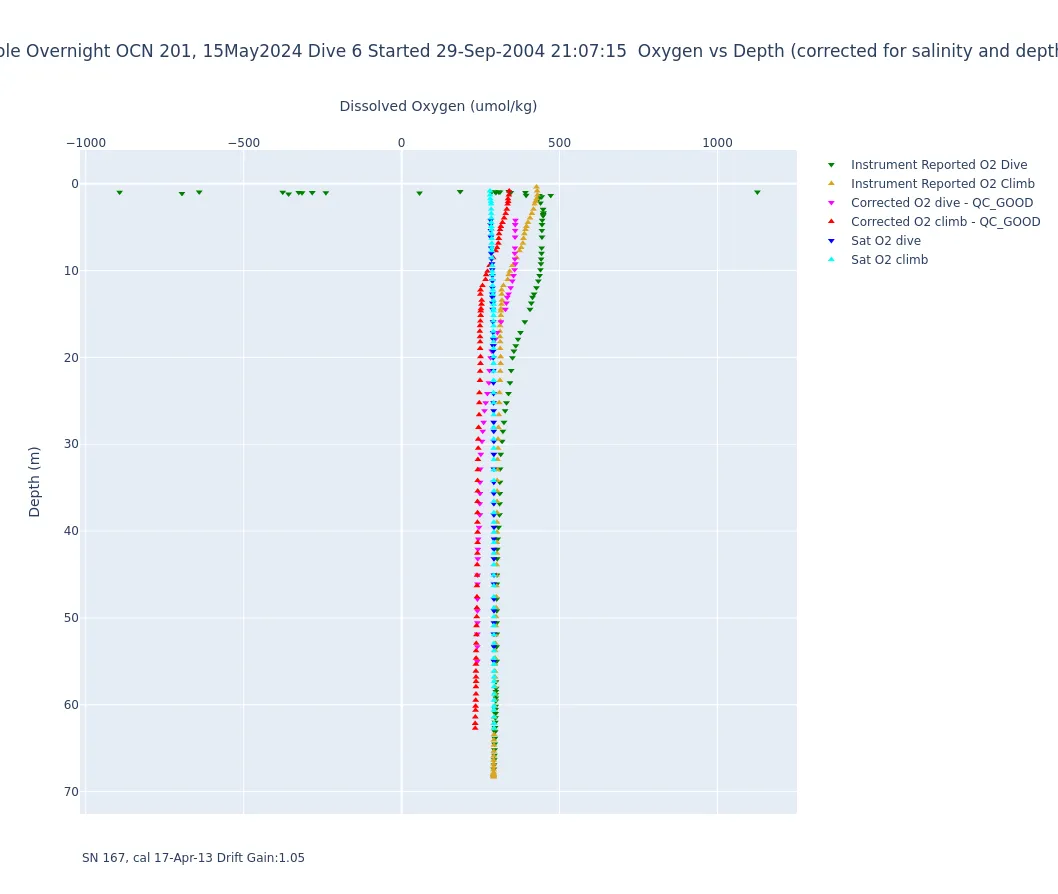 Overnight OCN 201, 15May2024 Dive 6 Started 29-Sep-2004 21:07:15  Oxygen vs Depth (corrected for salinity and
Dissolved Oxygen (umol/kg)
−1000 −500 0 500 1000
0
10
20
30
40
50
60
70
Depth (m)
Instrument Reported O2 Dive
Instrument Reported O2 Climb
Corrected O2 dive - QC_GOOD
Corrected O2 climb - QC_GOOD
Sat O2 dive
Sat O2 climb
SN 167, cal 17-Apr-13 Drift Gain:1.05